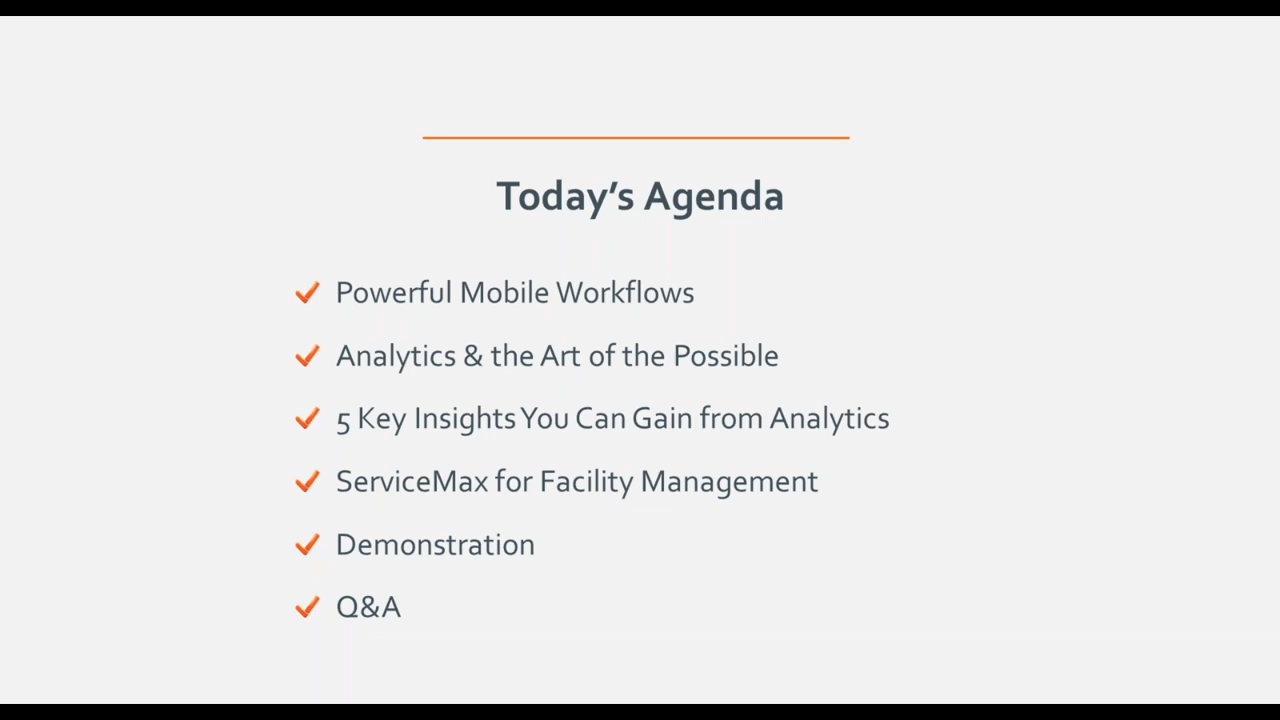 Today’s Agenda
Powerful Mobile Workflows
Analytics & the Art of the Possible
5 Key Insights You Can Gain from Analytics
ServiceMax for Facility Management
Demonstration
Q&A